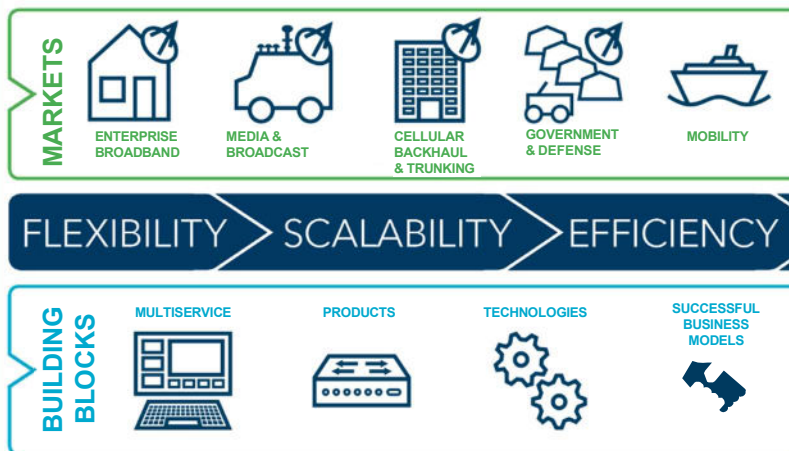 MARKETS
ENTERPRISE
BROADBAND
MEDIA &
BROADCAST
CELLULAR
BACKHAUL
& TRUNKING
GOVERNMENT
& DEFENSE
MOBILITY
FLEXIBILITY
SCALABILITY
EFFICIENCY
BUILDING
BLOCKS
MULTISERVICE
PRODUCTS
TECHNOLOGIES
SUCCESSFUL
BUSINESS
MODELS